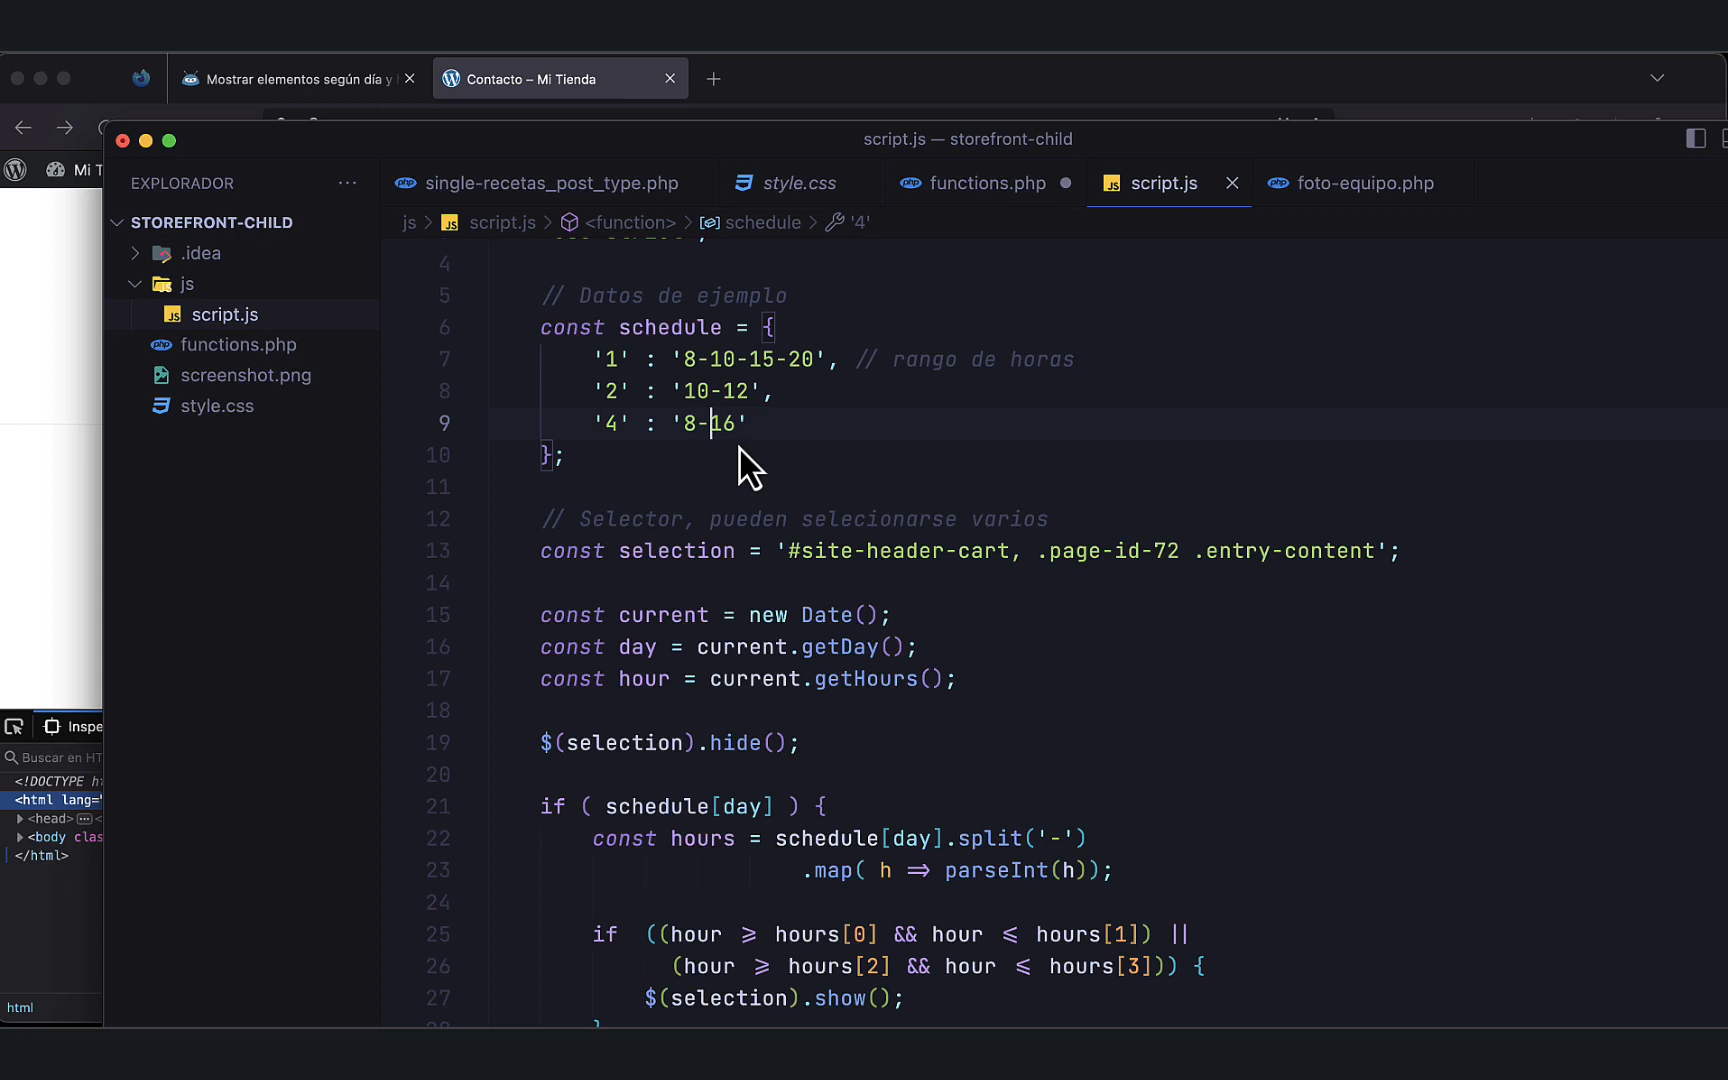 Mostrar elementos según día y
Contacto – Mi Tienda
script.js — storefront-child
Mi T
EXPLORADOR
single-recetas_post_type.php
style.css
functions.php
script.js
foto-equipo.php
STOREFRONT-CHILD
js > script.js > <function> > schedule > '4'
.idea
js
script.js
functions.php
screenshot.png
style.css
4
5 // Datos de ejemplo
6 const schedule = {
7 '1' : '8-10-15-20', // rango de horas
8 '2' : '10-12',
9 '4' : '8-16'
10 };
11
12 // Selector, pueden selecionarse varios
13 const selection = '#site-header-cart, .page-id-72 .entry-content';
14
15 const current = new Date();
16 const day = current.getDay();
17 const hour = current.getHours();
18
19 $(selection).hide();
20
21 if ( schedule[day] ) {
22 const hours = schedule[day].split('-')
23 .map( h => parseInt(h));
24
25 if ((hour >= hours[0] && hour <= hours[1]) ||
26 (hour >= hours[2] && hour <= hours[3])) {
27 $(selection).show();
Inspe
Buscar en HT
<!DOCTYPE ht
<html lang="
<head>
<body clas
</html>
html